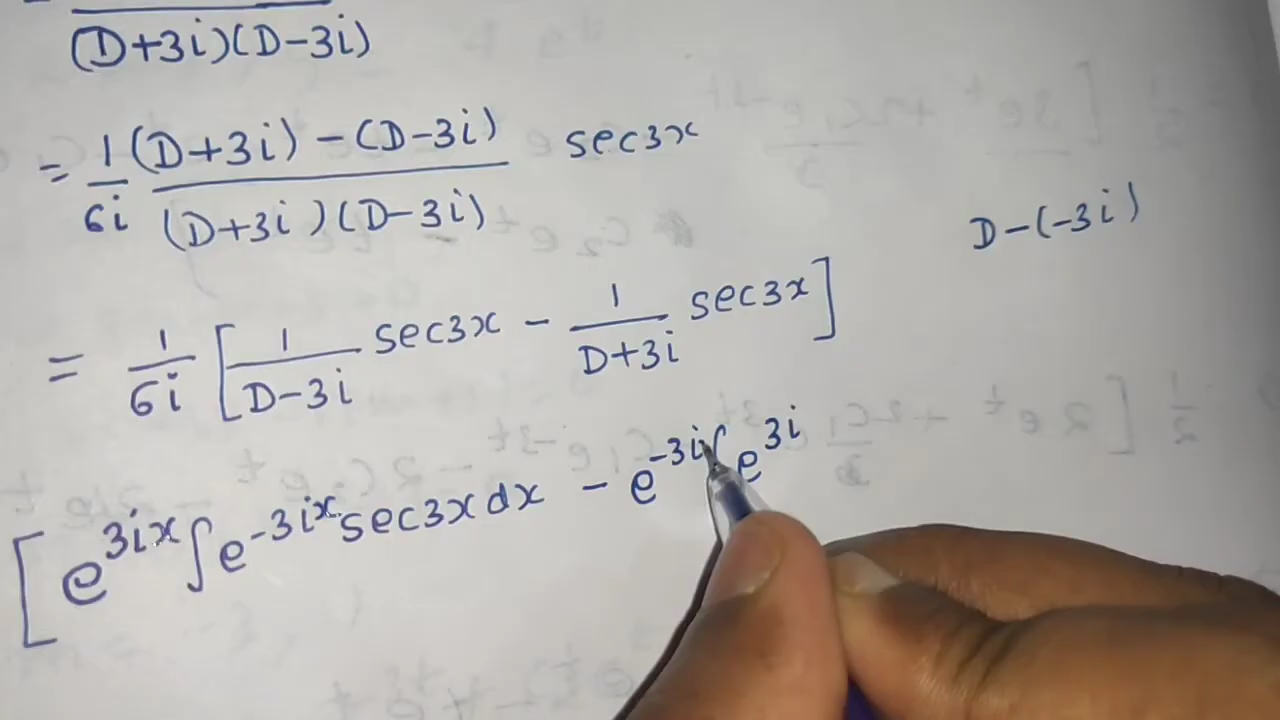 (D+3i)(D-3i)
= 1/6i (D+3i) - (D-3i) / (D+3i)(D-3i) sec3x
D-(-3i)
= 1/6i [1/D-3i sec3x - 1/D+3i sec3x]
[e^3ix ∫e^-3ix sec3x dx - e^-3i ∫e^3i